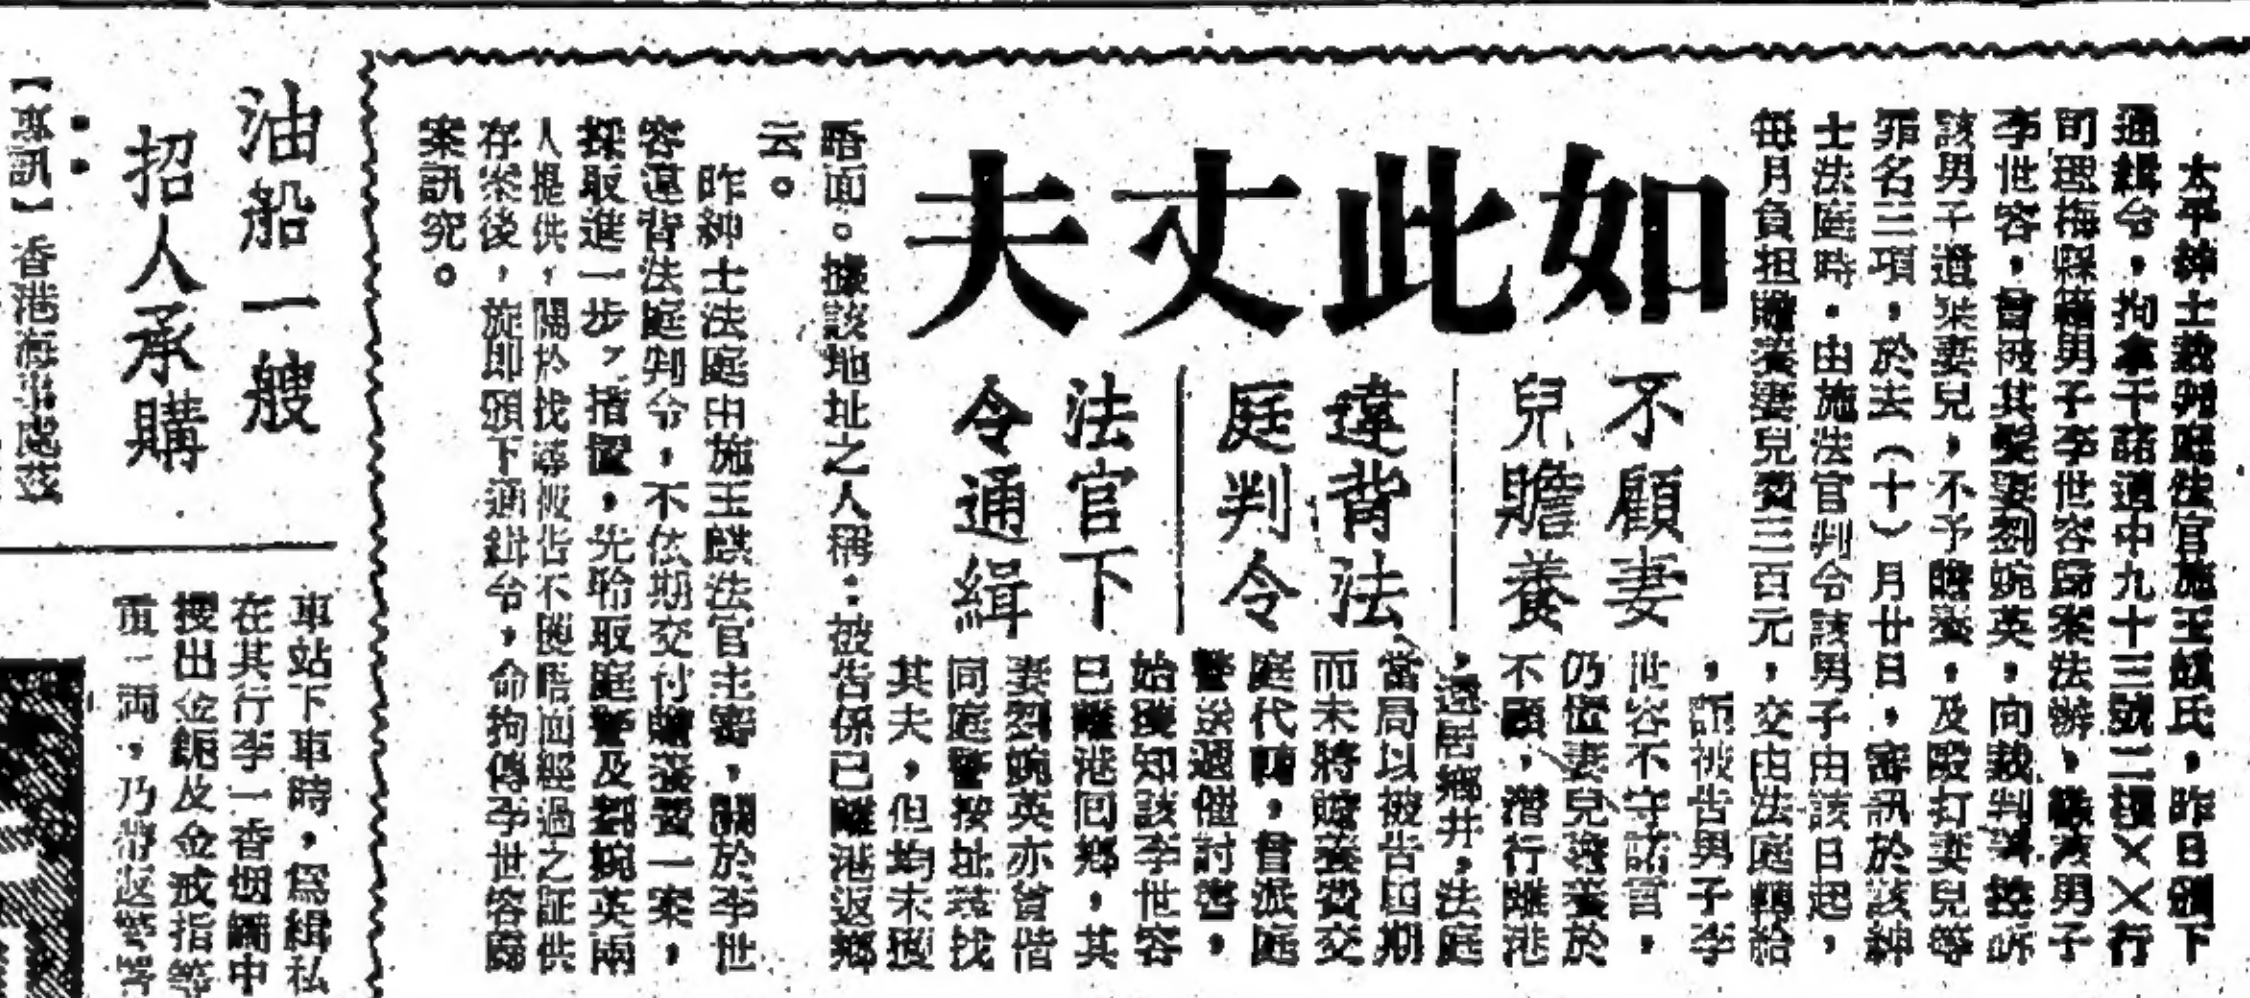 如此丈夫
不顧妻
兒贍養
違背法
庭判令
法官下
令通緝
太平紳士裁判庭法官施玉麒氏，昨日頒下
通緝令，拘拿干諾道中九十三號二樓××行
司理梅縣籍男子李世容歸案法辦，該男子
李世容，曾被其髮妻劉婉英，向裁判署控訴
該男子遺棄妻兒，不予贍養，及毆打妻兒等
罪名三項，於去（十）月廿日，審訊於該紳
士法庭時，由施法官判令該男子由該日起，
每月負担贍養妻兒費三百元，交由法庭轉給
，詎被告男子李
世容不守諾言，
仍置妻兒贍養於
不顧，潛行離港
，遠居鄉井，法庭
當局以被告屆期
而未將贍養費交
庭代轉，曾派庭
警送週催討時，
始獲知該李世容
已離港回鄉，其
妻劉婉英亦曾偕
同庭警按址尋找
其夫，但均未獲
晤面。據該地址之人稱：被告係已離港返鄉
云。
昨紳士法庭由施玉麒法官主審，關於李世
容違背法庭判令，不依期交付贍養費一案，
採取進一步措置，先聆取庭警及劉婉英兩
人提供，關於找尋被告不獲晤面經過之証供
存案後，旋即頒下通緝令，命拘傳李世容歸
案訊究。
油船一艘
招人承購
【專訊】香港海事處茲
車站下車時，爲緝私
在其行李一香烟罐中
搜出金鈪及金戒指等
重二両，乃帶返